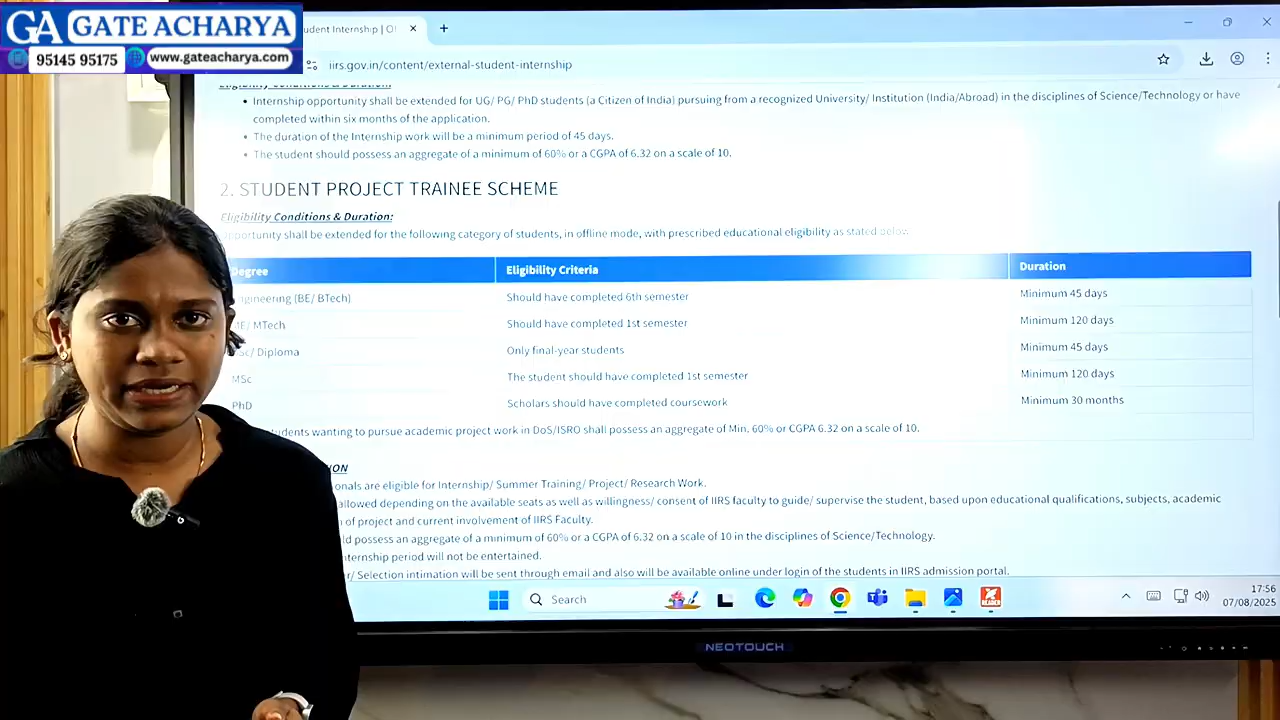 GA GATE ACHARYA
95145 95175 www.gateacharya.com
udent Internship |
iirs.gov.in/content/external-student-internship
Eligibility Conditions & Duration:
• Internship opportunity shall be extended for UG/ PG/ PhD students (a Citizen of India) pursuing from a recognized University/ Institution (India/Abroad) in the disciplines of Science/Technology or have
completed within six months of the application.
• The duration of the Internship work will be a minimum period of 45 days.
• The student should possess an aggregate of a minimum of 60% or a CGPA of 6.32 on a scale of 10.
2. STUDENT PROJECT TRAINEE SCHEME
Eligibility Conditions & Duration:
pportunity shall be extended for the following category of students, in offline mode, with prescribed educational eligibility as stated below
Degree Eligibility Criteria Duration
ngineering (BE/ BTech) Should have completed 6th semester Minimum 45 days
ME/ MTech Should have completed 1st semester Minimum 120 days
Sc/ Diploma Only final-year students Minimum 45 days
MSc The student should have completed 1st semester Minimum 120 days
PhD Scholars should have completed coursework Minimum 30 months
tudents wanting to pursue academic project work in DoS/ISRO shall possess an aggregate of Min. 60% or CGPA 6.32 on a scale of 10.
ION
onals are eligible for Internship/ Summer Training/ Project/ Research Work.
allowed depending on the available seats as well as willingness/ consent of IIRS faculty to guide/ supervise the student, based upon educational qualifications, subjects, academic
n of project and current involvement of IIRS Faculty.
uld possess an aggregate of a minimum of 60% or a CGPA of 6.32 on a scale of 10 in the disciplines of Science/Technology.
nternship period will not be entertained.
er/ Selection intimation will be sent through email and also will be available online under login of the students in IIRS admission portal.
Search
READER
17:56
07/08/2025
NEOTOUCH